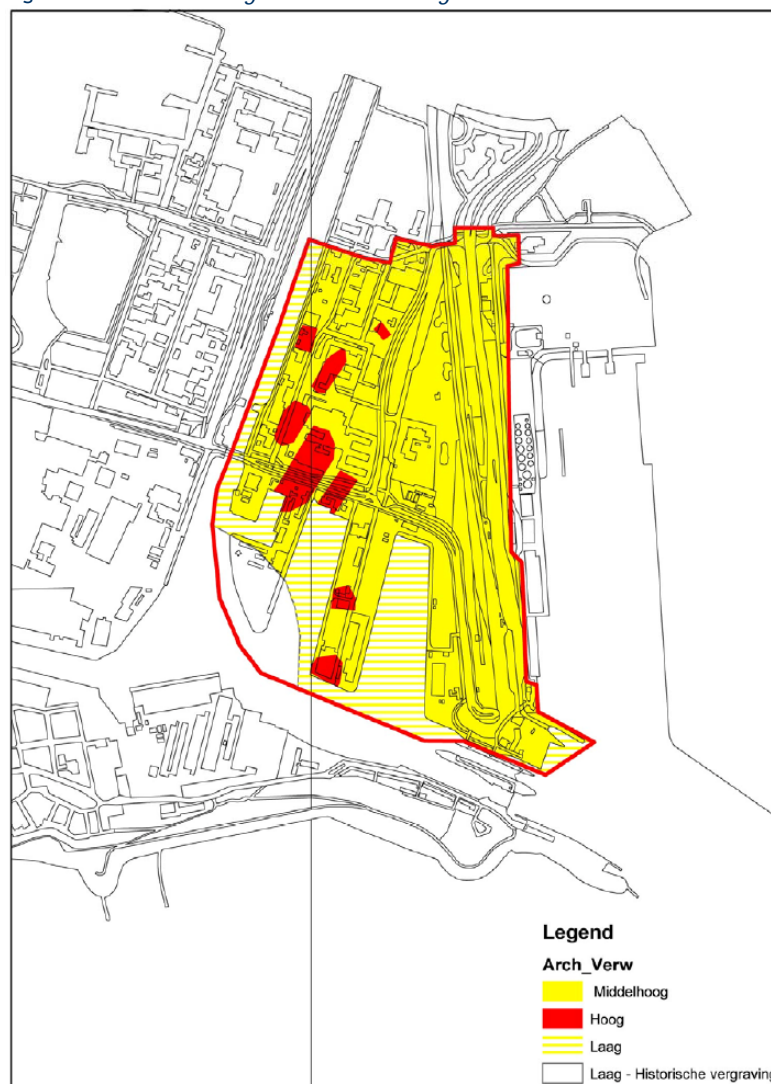 Legend
Arch_Verw
Middelhoog
Hoog
Laag
Laag - Historische vergraving